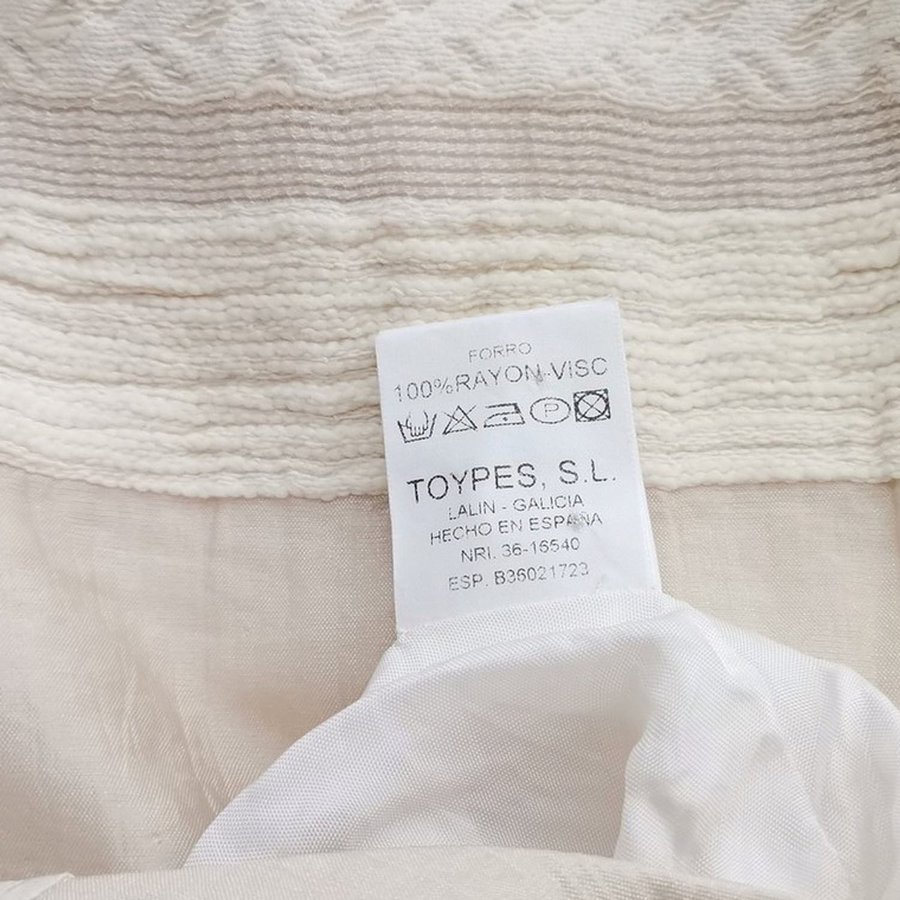 FORRO
100%RAYON-VISC
P
TOYPES, S.L.
LALIN - GALICIA
HECHO EN ESPAÑA
NRI. 36-16540
ESP. B36021723